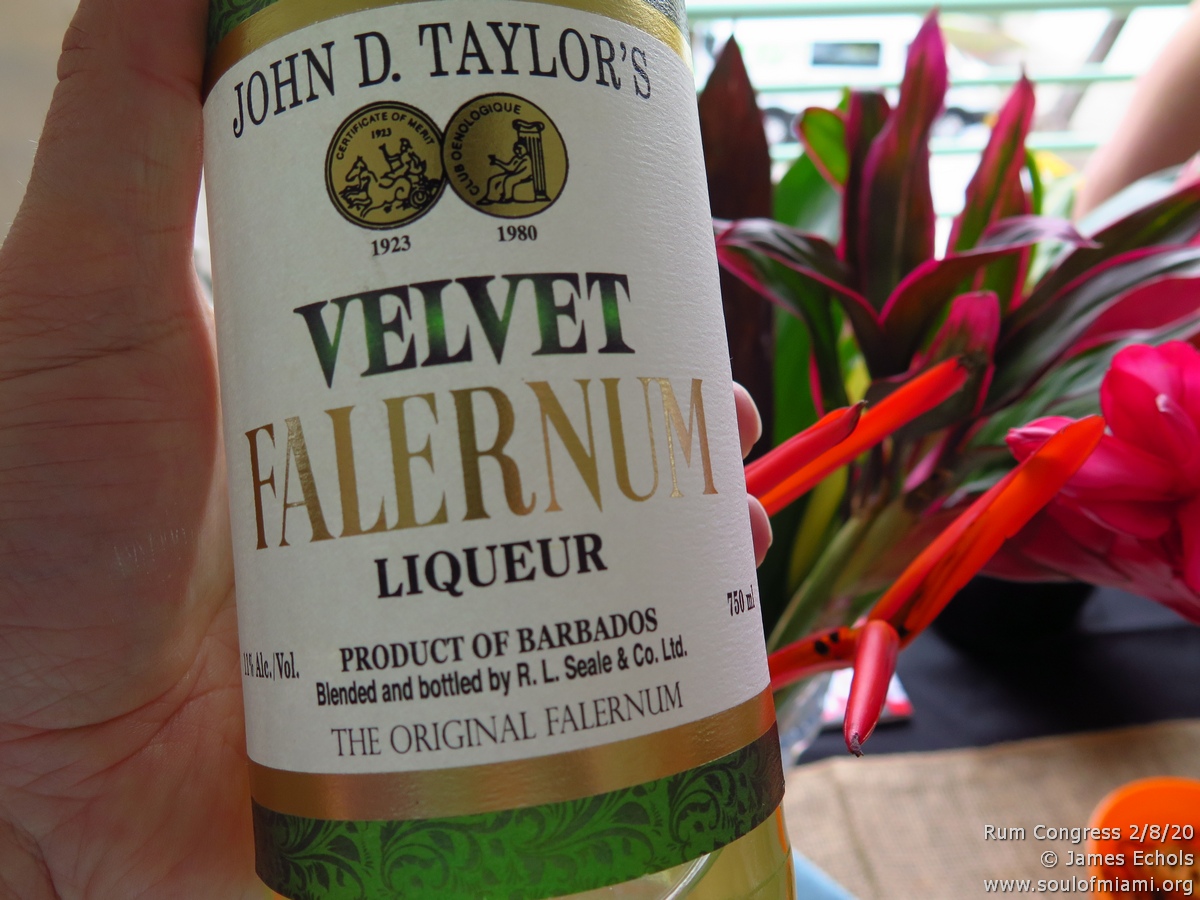 JOHN D. TAYLOR'S
CERTIFICATE OF MERIT
1923
CLUB OENOLOGIQUE
1923
1980
VELVET
FALERNUM
LIQUEUR
750 ml
11% Alc./Vol.
PRODUCT OF BARBADOS
Blended and bottled by R. L. Seale & Co. Ltd.
THE ORIGINAL FALERNUM
Rum Congress 2/8/20
© James Echols
www.soulofmiami.org